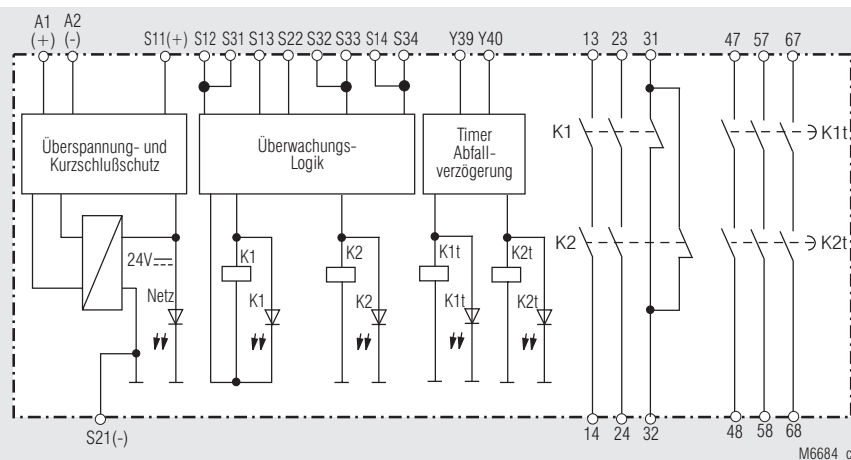 A1 A2
(+) (-) S11(+) S12 S31 S13 S22 S32 S33 S14 S34 Y39 Y40 13 23 31 47 57 67
Überspannung- und
Kurzschlußschutz
Überwachungs-
Logik
Timer
Abfall-
verzögerung
K1 K1t
24V
K1 K2 K1t K2t K2 K2t
Netz K1 K2 K1t K2t
S21(-) 14 24 32 48 58 68
M6684_c